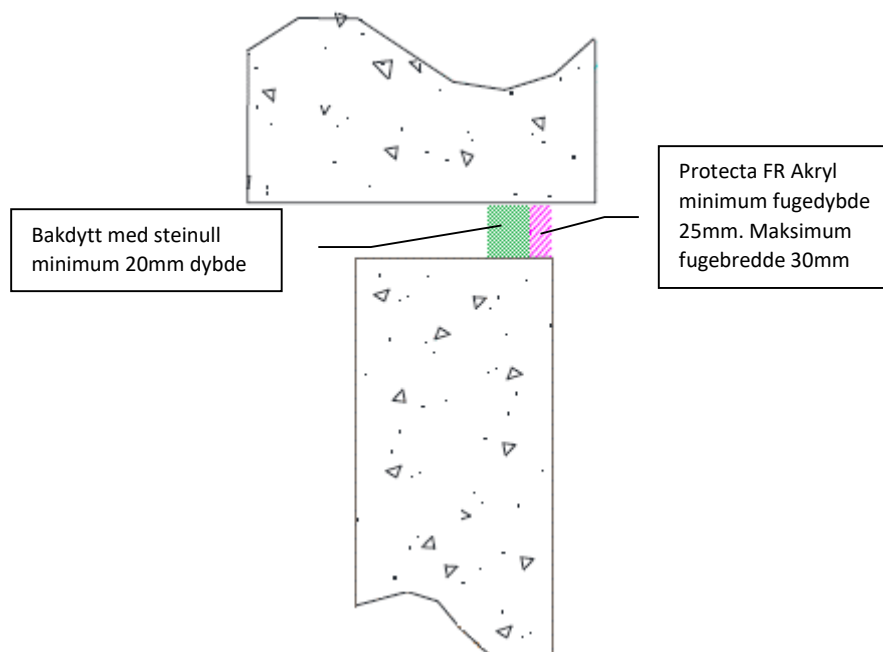 Bakdytt med steinull
minimum 20mm dybde
Protecta FR Akryl
minimum fugedybde
25mm. Maksimum
fugebredde 30mm